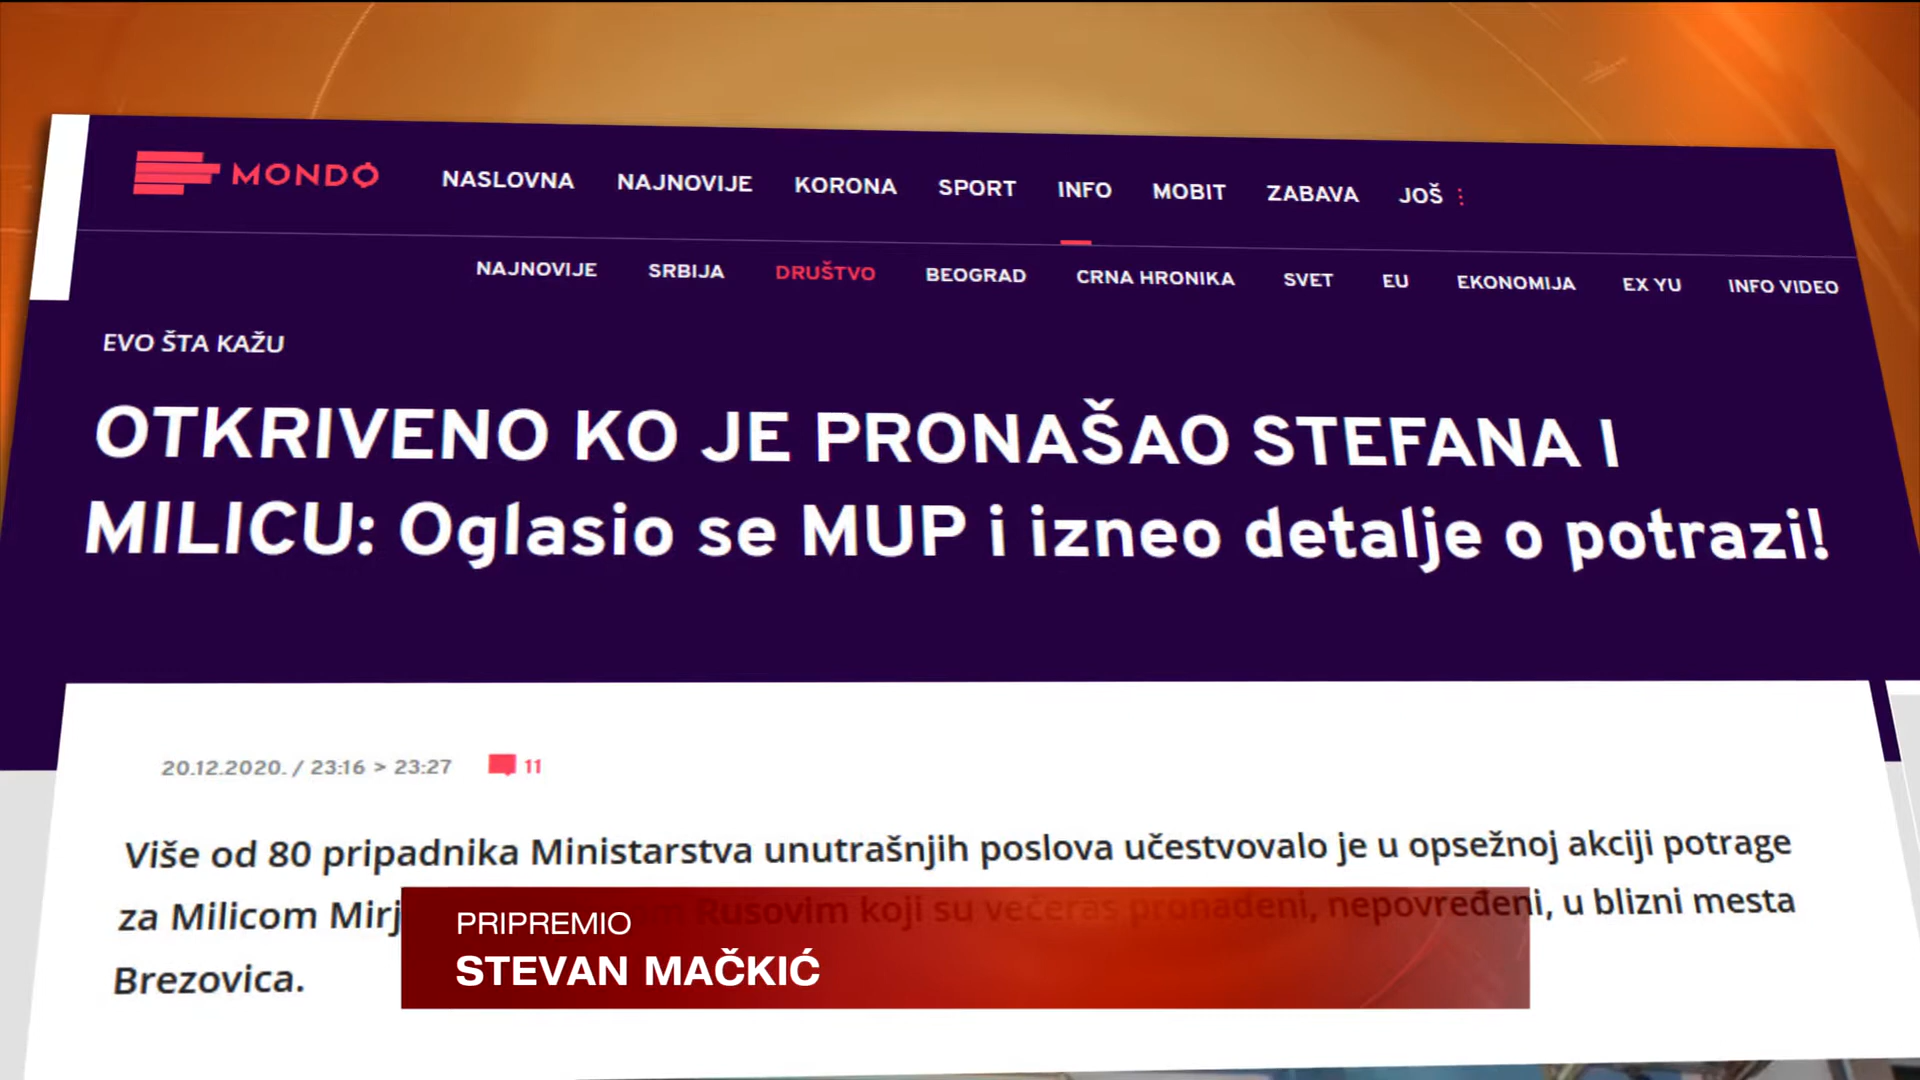 MONDO
NASLOVNA NAJNOVIJE KORONA SPORT INFO MOBIT ZABAVA JOŠ
NAJNOVIJE SRBIJA DRUŠTVO BEOGRAD CRNA HRONIKA SVET EU EKONOMIJA EX YU INFO VIDEO
EVO ŠTA KAŽU
OTKRIVENO KO JE PRONAŠAO STEFANA I
MILICU: Oglasio se MUP i izneo detalje o potrazi!
20.12.2020. / 23:16 > 23:27 11
Više od 80 pripadnika Ministarstva unutrašnjih poslova učestvovalo je u opsežnoj akciji potrage
za Milicom Rusovim koji su večeras pronađeni, nepovređeni, u blizni mesta
Brezovica.
PRIPREMIO
STEVAN MAČKIĆ